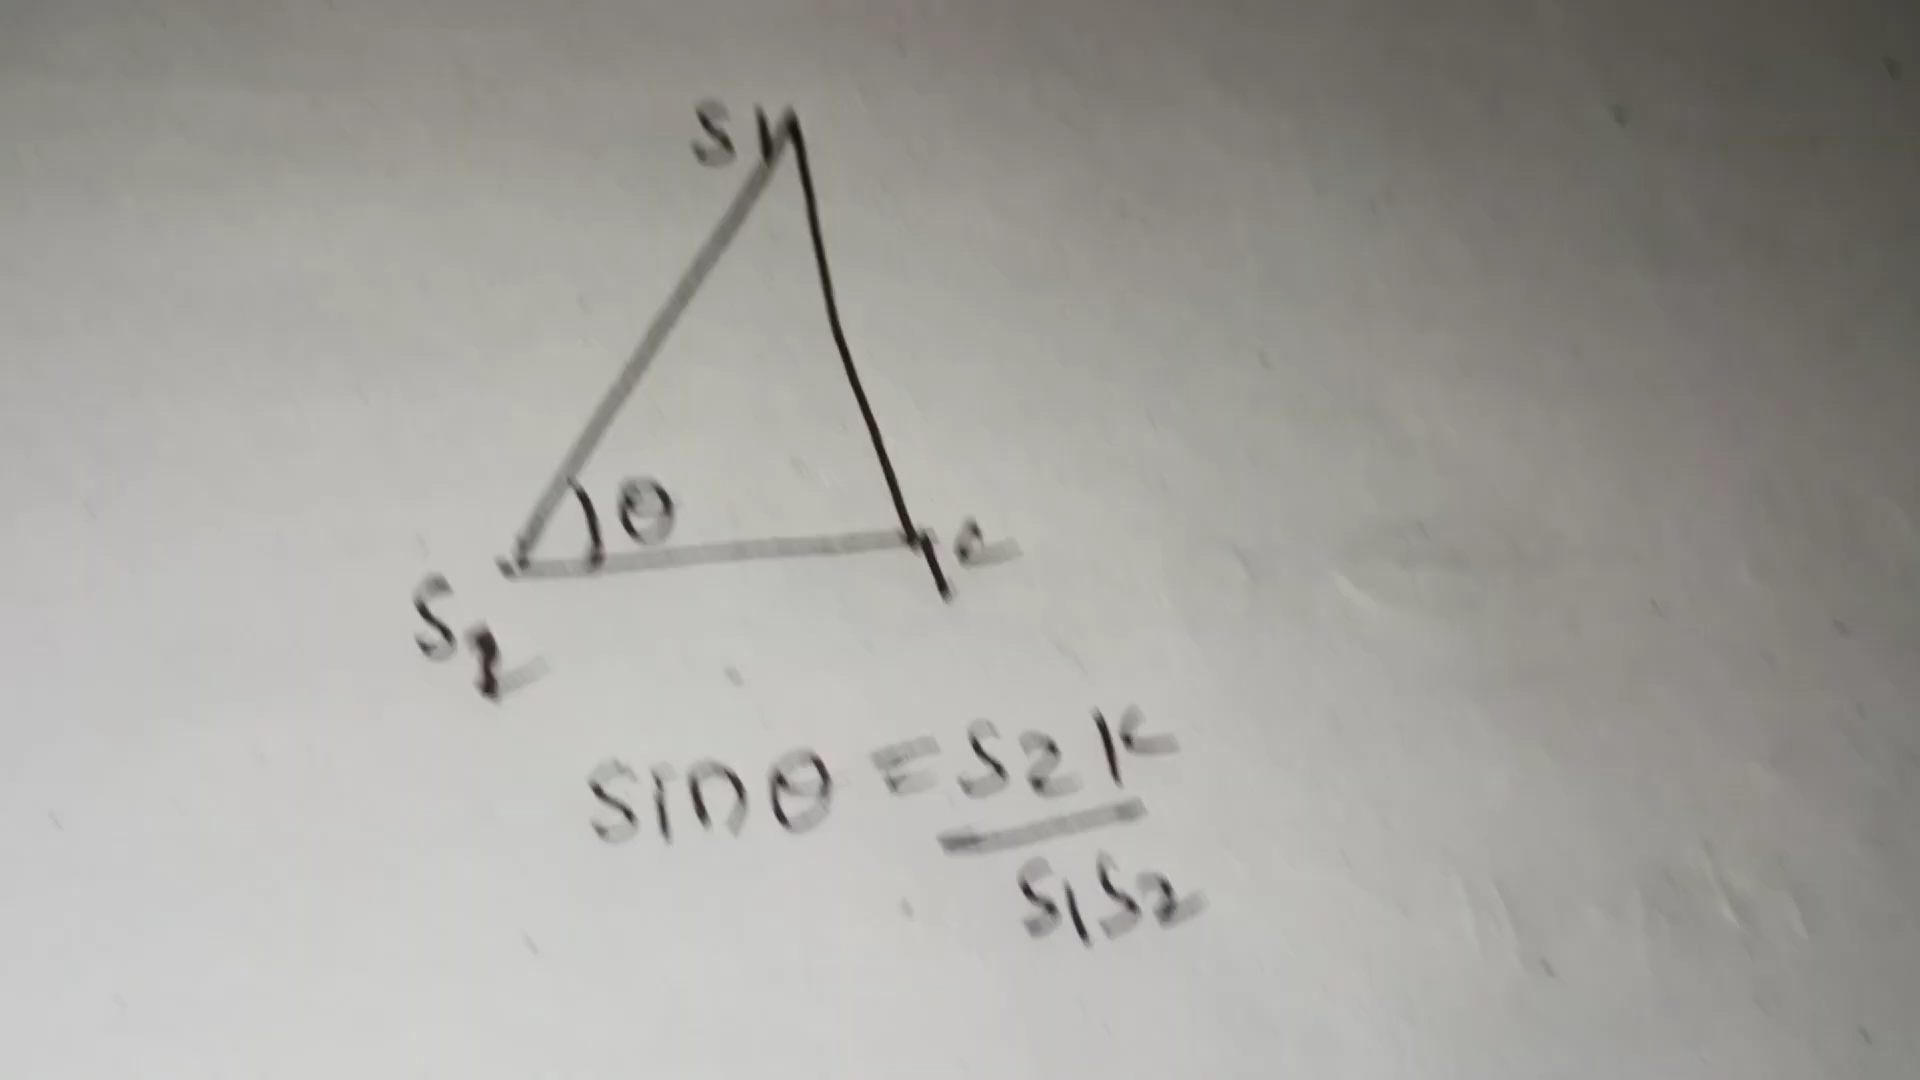 S1
θ
K
S2
sinθ = S2K
S1S2